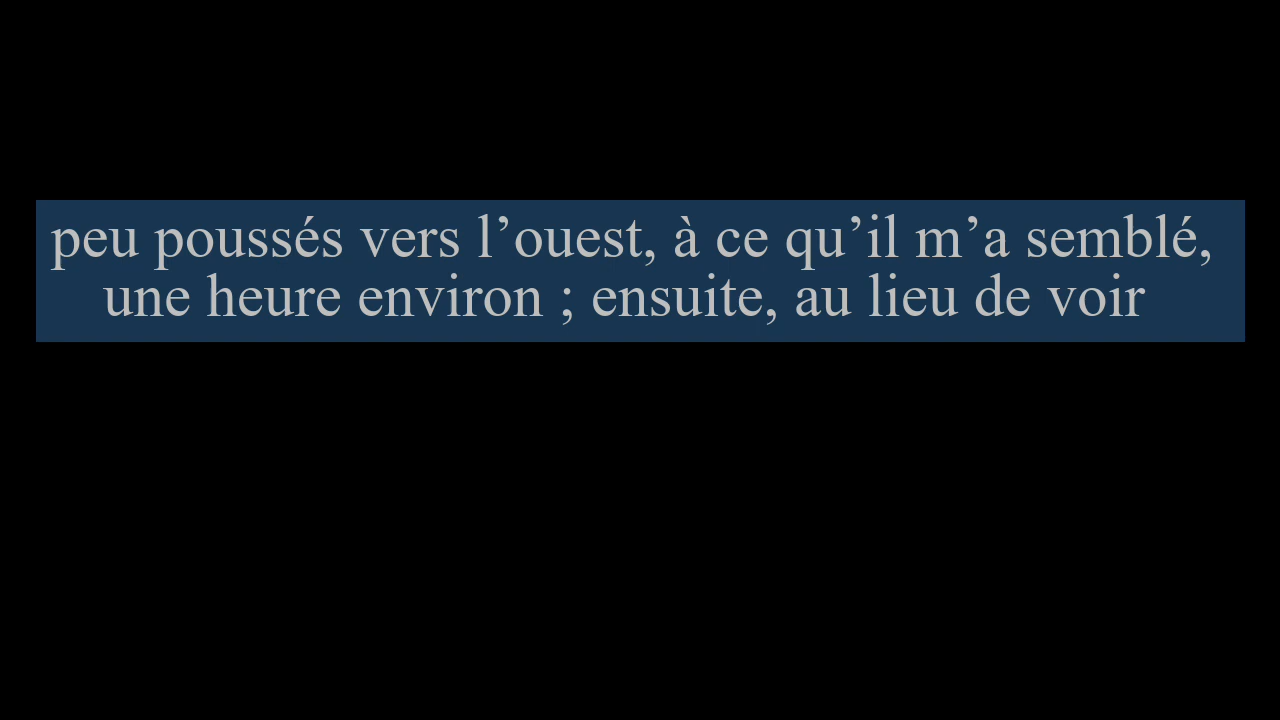 peu poussés vers l’ouest, à ce qu’il m’a semblé,
une heure environ ; ensuite, au lieu de voir